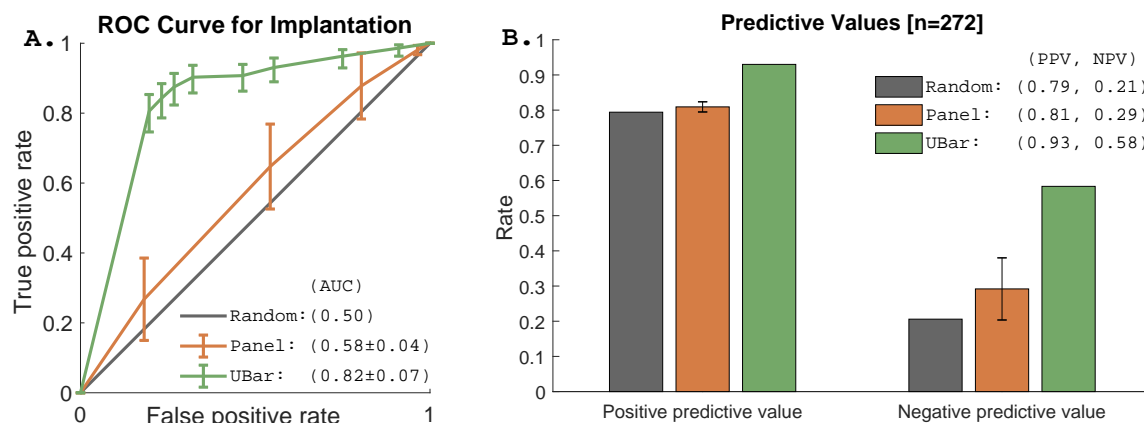 A.
ROC Curve for Implantation
1
0.8
0.6
0.4
0.2
0
True positive rate
(AUC)
Random: (0.50)
Panel: (0.58±0.04)
UBar: (0.82±0.07)
0
1
False positive rate
B.
Predictive Values [n=272]
1
0.9
0.8
0.7
0.6
0.5
0.4
0.3
0.2
0.1
0
Rate
(PPV, NPV)
Random: (0.79, 0.21)
Panel: (0.81, 0.29)
UBar: (0.93, 0.58)
Positive predictive value
Negative predictive value